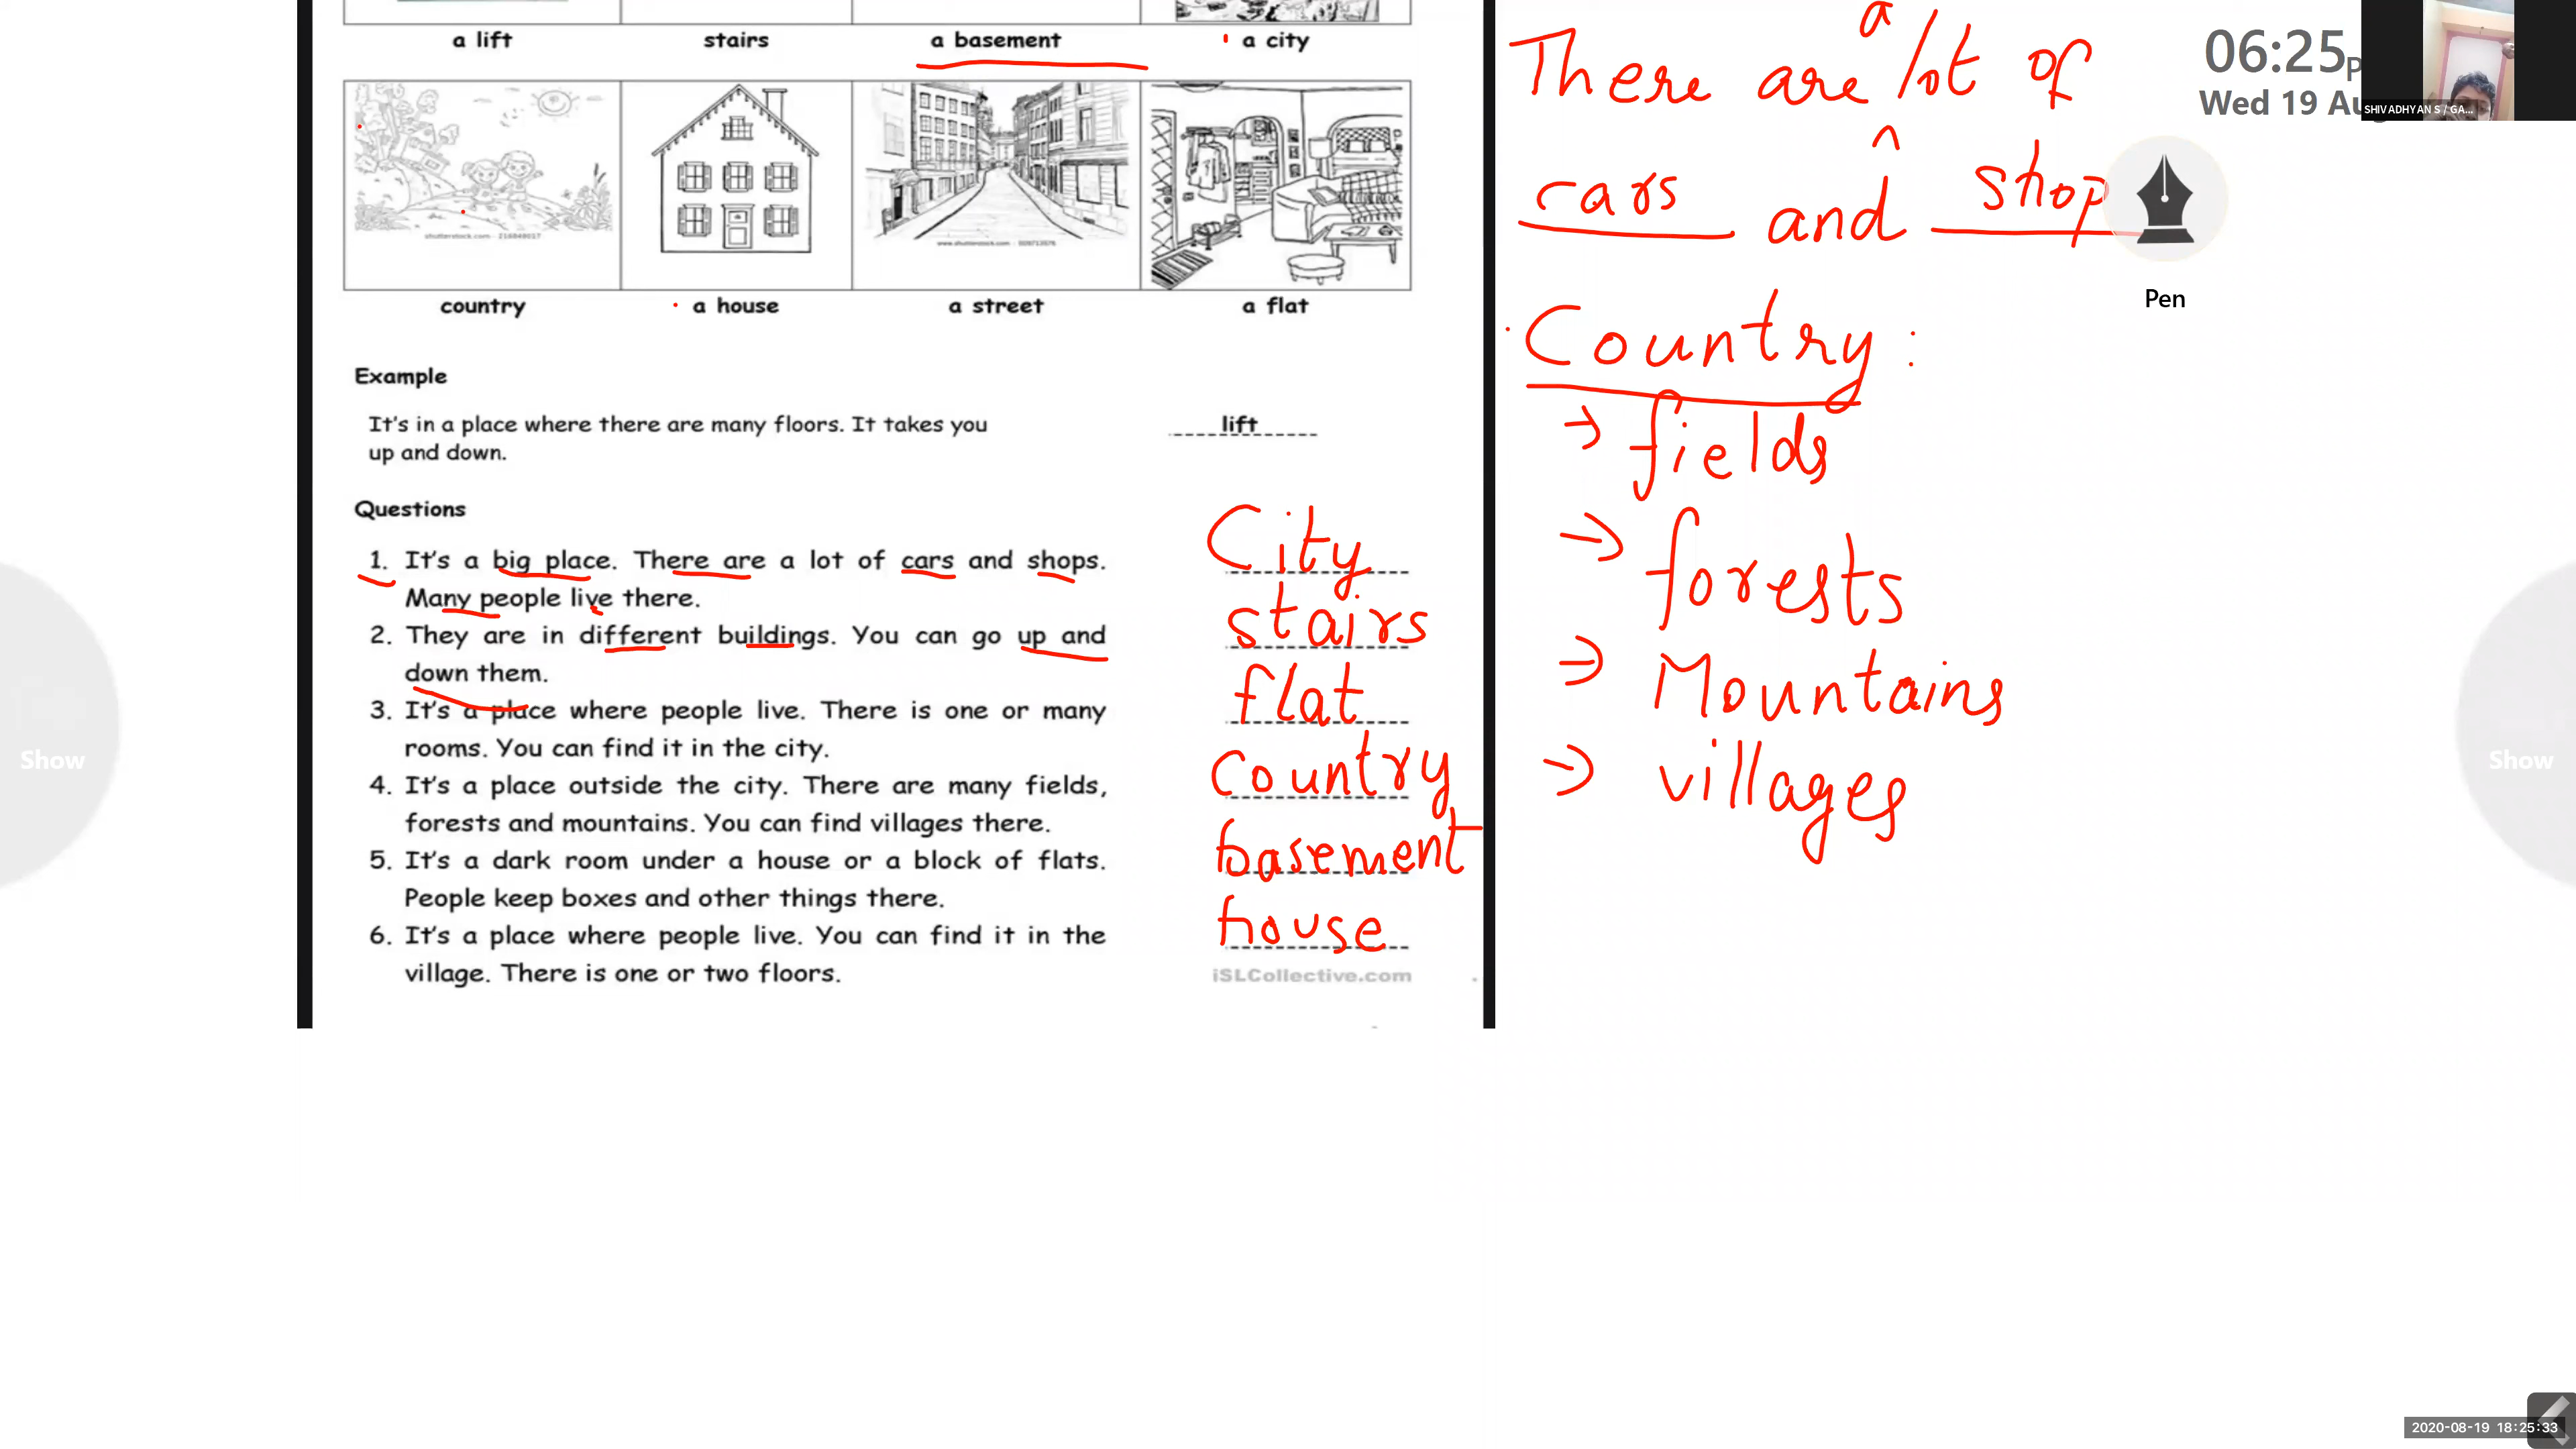 a lift stairs a basement a city
country a house a street a flat
shutterstock.com · 216849017
Example
It's in a place where there are many floors. It takes you
up and down.
lift
Questions
1. It's a big place. There are a lot of cars and shops.
Many people live there.
City
2. They are in different buildings. You can go up and
down them.
stairs
3. It's a place where people live. There is one or many
rooms. You can find it in the city.
flat
4. It's a place outside the city. There are many fields,
forests and mountains. You can find villages there.
Country
5. It's a dark room under a house or a block of flats.
People keep boxes and other things there.
basement
6. It's a place where people live. You can find it in the
village. There is one or two floors.
house
iSLCollective.com
a
There are lot of
cars and shop
Country :
→ fields
→ forests
→ Mountains
→ villages
06:25
Wed 19
SHIVADHYAN S / GA...
Pen
Show
Show
2020-08-19 18:25:33